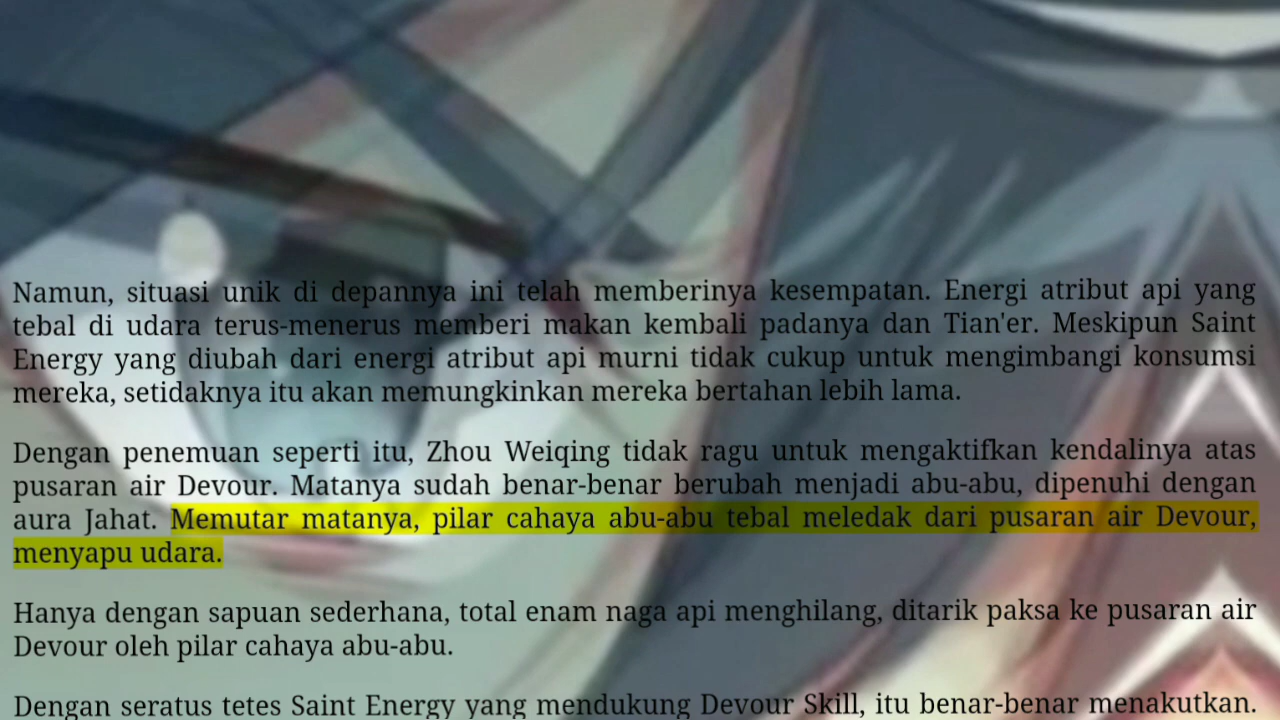 Namun, situasi unik di depannya ini telah memberinya kesempatan. Energi atribut api yang
tebal di udara terus-menerus memberi makan kembali padanya dan Tian'er. Meskipun Saint
Energy yang diubah dari energi atribut api murni tidak cukup untuk mengimbangi konsumsi
mereka, setidaknya itu akan memungkinkan mereka bertahan lebih lama.
Dengan penemuan seperti itu, Zhou Weiqing tidak ragu untuk mengaktifkan kendalinya atas
pusaran air Devour. Matanya sudah benar-benar berubah menjadi abu-abu, dipenuhi dengan
aura Jahat. Memutar matanya, pilar cahaya abu-abu tebal meledak dari pusaran air Devour,
menyapu udara.
Hanya dengan sapuan sederhana, total enam naga api menghilang, ditarik paksa ke pusaran air
Devour oleh pilar cahaya abu-abu.
Dengan seratus tetes Saint Energy yang mendukung Devour Skill, itu benar-benar menakutkan.